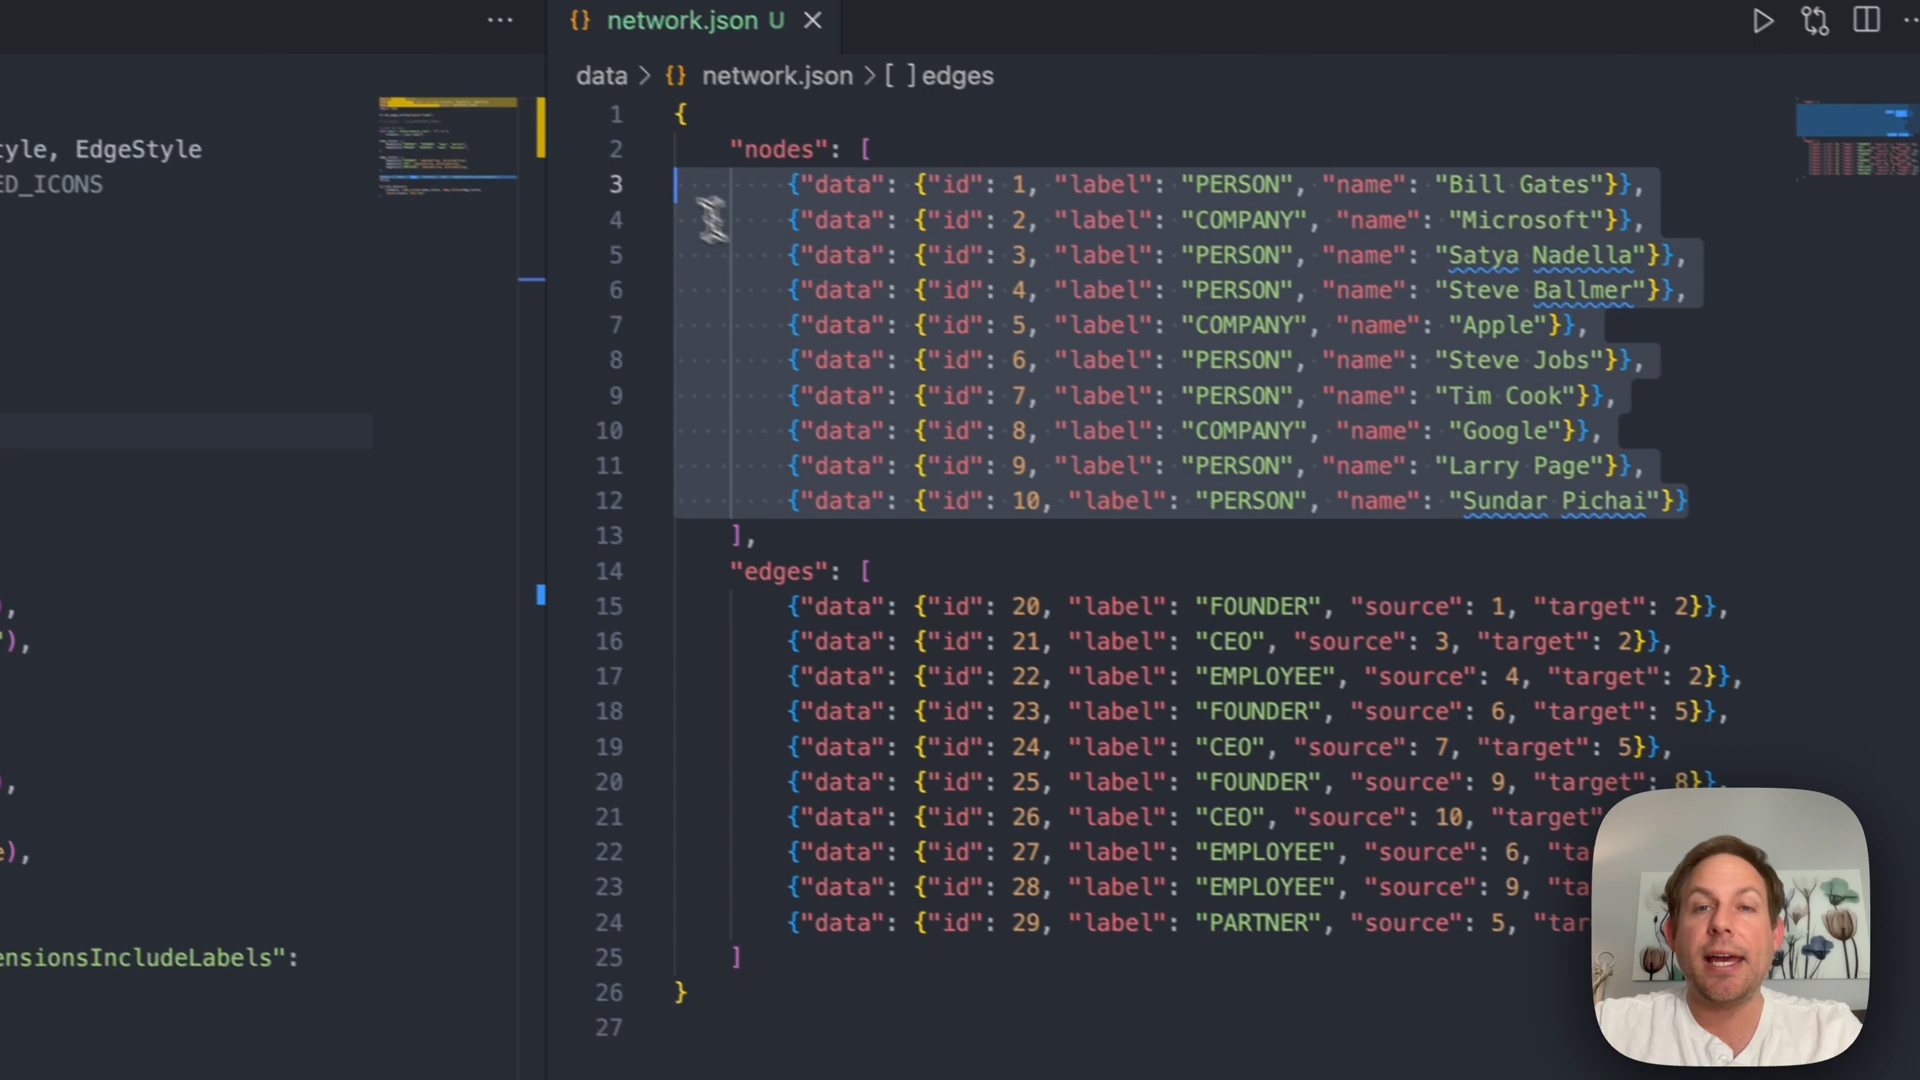 network.json U
data > {} network.json > [ ] edges
tyle, EdgeStyle
ED_ICONS
),
"),
),
e),
ensionsIncludeLabels":
1 {
2 "nodes": [
3 {"data": {"id": 1, "label": "PERSON", "name": "Bill Gates"}},
4 {"data": {"id": 2, "label": "COMPANY", "name": "Microsoft"}},
5 {"data": {"id": 3, "label": "PERSON", "name": "Satya Nadella"}},
6 {"data": {"id": 4, "label": "PERSON", "name": "Steve Ballmer"}},
7 {"data": {"id": 5, "label": "COMPANY", "name": "Apple"}},
8 {"data": {"id": 6, "label": "PERSON", "name": "Steve Jobs"}},
9 {"data": {"id": 7, "label": "PERSON", "name": "Tim Cook"}},
10 {"data": {"id": 8, "label": "COMPANY", "name": "Google"}},
11 {"data": {"id": 9, "label": "PERSON", "name": "Larry Page"}},
12 {"data": {"id": 10, "label": "PERSON", "name": "Sundar Pichai"}}
13 ],
14 "edges": [
15 {"data": {"id": 20, "label": "FOUNDER", "source": 1, "target": 2}},
16 {"data": {"id": 21, "label": "CEO", "source": 3, "target": 2}},
17 {"data": {"id": 22, "label": "EMPLOYEE", "source": 4, "target": 2}},
18 {"data": {"id": 23, "label": "FOUNDER", "source": 6, "target": 5}},
19 {"data": {"id": 24, "label": "CEO", "source": 7, "target": 5}},
20 {"data": {"id": 25, "label": "FOUNDER", "source": 9, "target": 8}},
21 {"data": {"id": 26, "label": "CEO", "source": 10, "target"
22 {"data": {"id": 27, "label": "EMPLOYEE", "source": 6, "ta
23 {"data": {"id": 28, "label": "EMPLOYEE", "source": 9, "ta
24 {"data": {"id": 29, "label": "PARTNER", "source": 5, "tar
25 ]
26 }
27